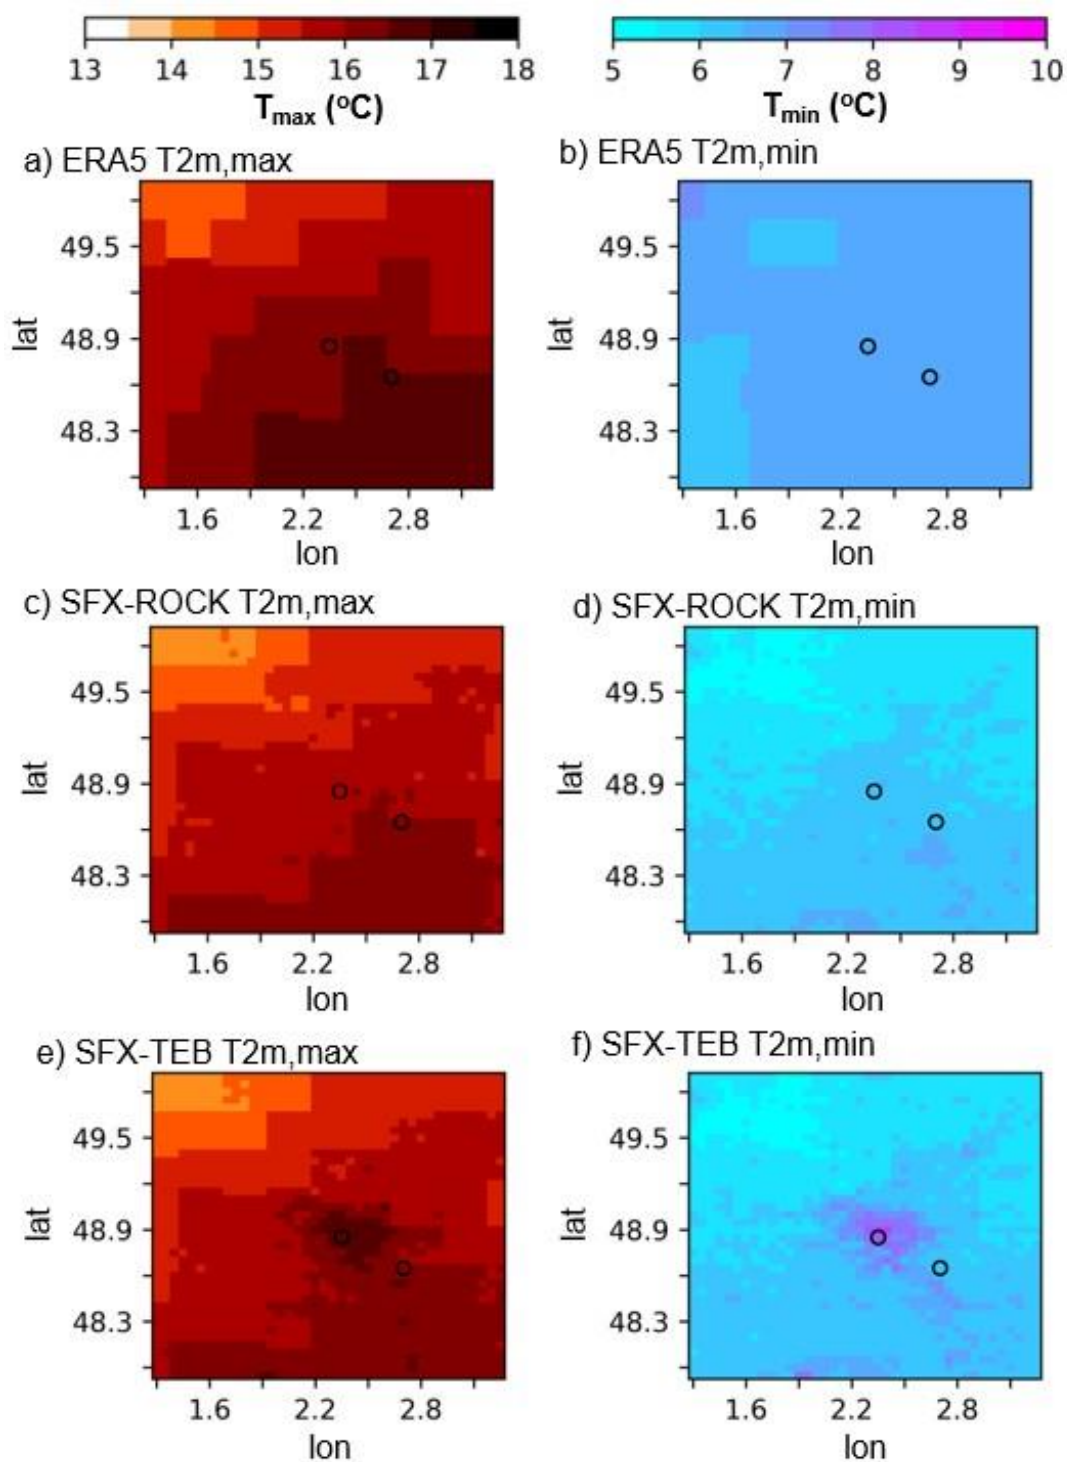 13 14 15 16 17 18
T_max (°C)
5 6 7 8 9 10
T_min (°C)
a) ERA5 T2m,max
49.5
48.9
48.3
lat
1.6 2.2 2.8
lon
b) ERA5 T2m,min
49.5
48.9
48.3
lat
1.6 2.2 2.8
lon
c) SFX-ROCK T2m,max
49.5
48.9
48.3
lat
1.6 2.2 2.8
lon
d) SFX-ROCK T2m,min
49.5
48.9
48.3
lat
1.6 2.2 2.8
lon
e) SFX-TEB T2m,max
49.5
48.9
48.3
lat
1.6 2.2 2.8
lon
f) SFX-TEB T2m,min
49.5
48.9
48.3
lat
1.6 2.2 2.8
lon